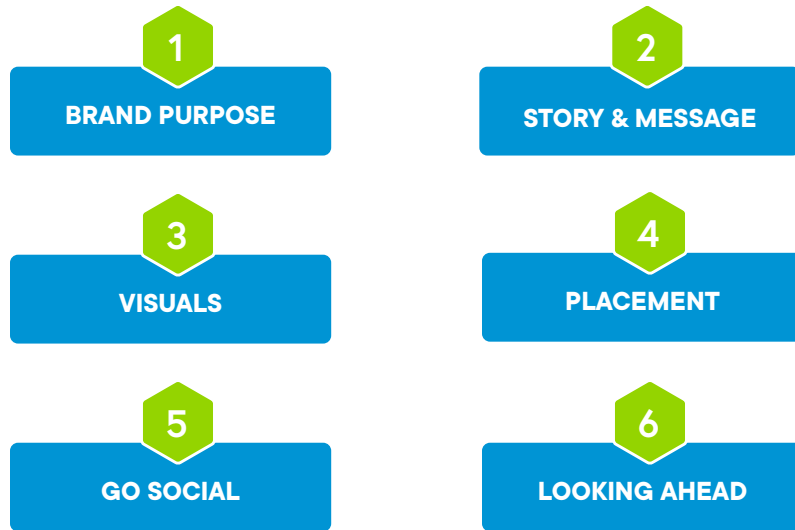 1
BRAND PURPOSE
2
STORY & MESSAGE
3
VISUALS
4
PLACEMENT
5
GO SOCIAL
6
LOOKING AHEAD